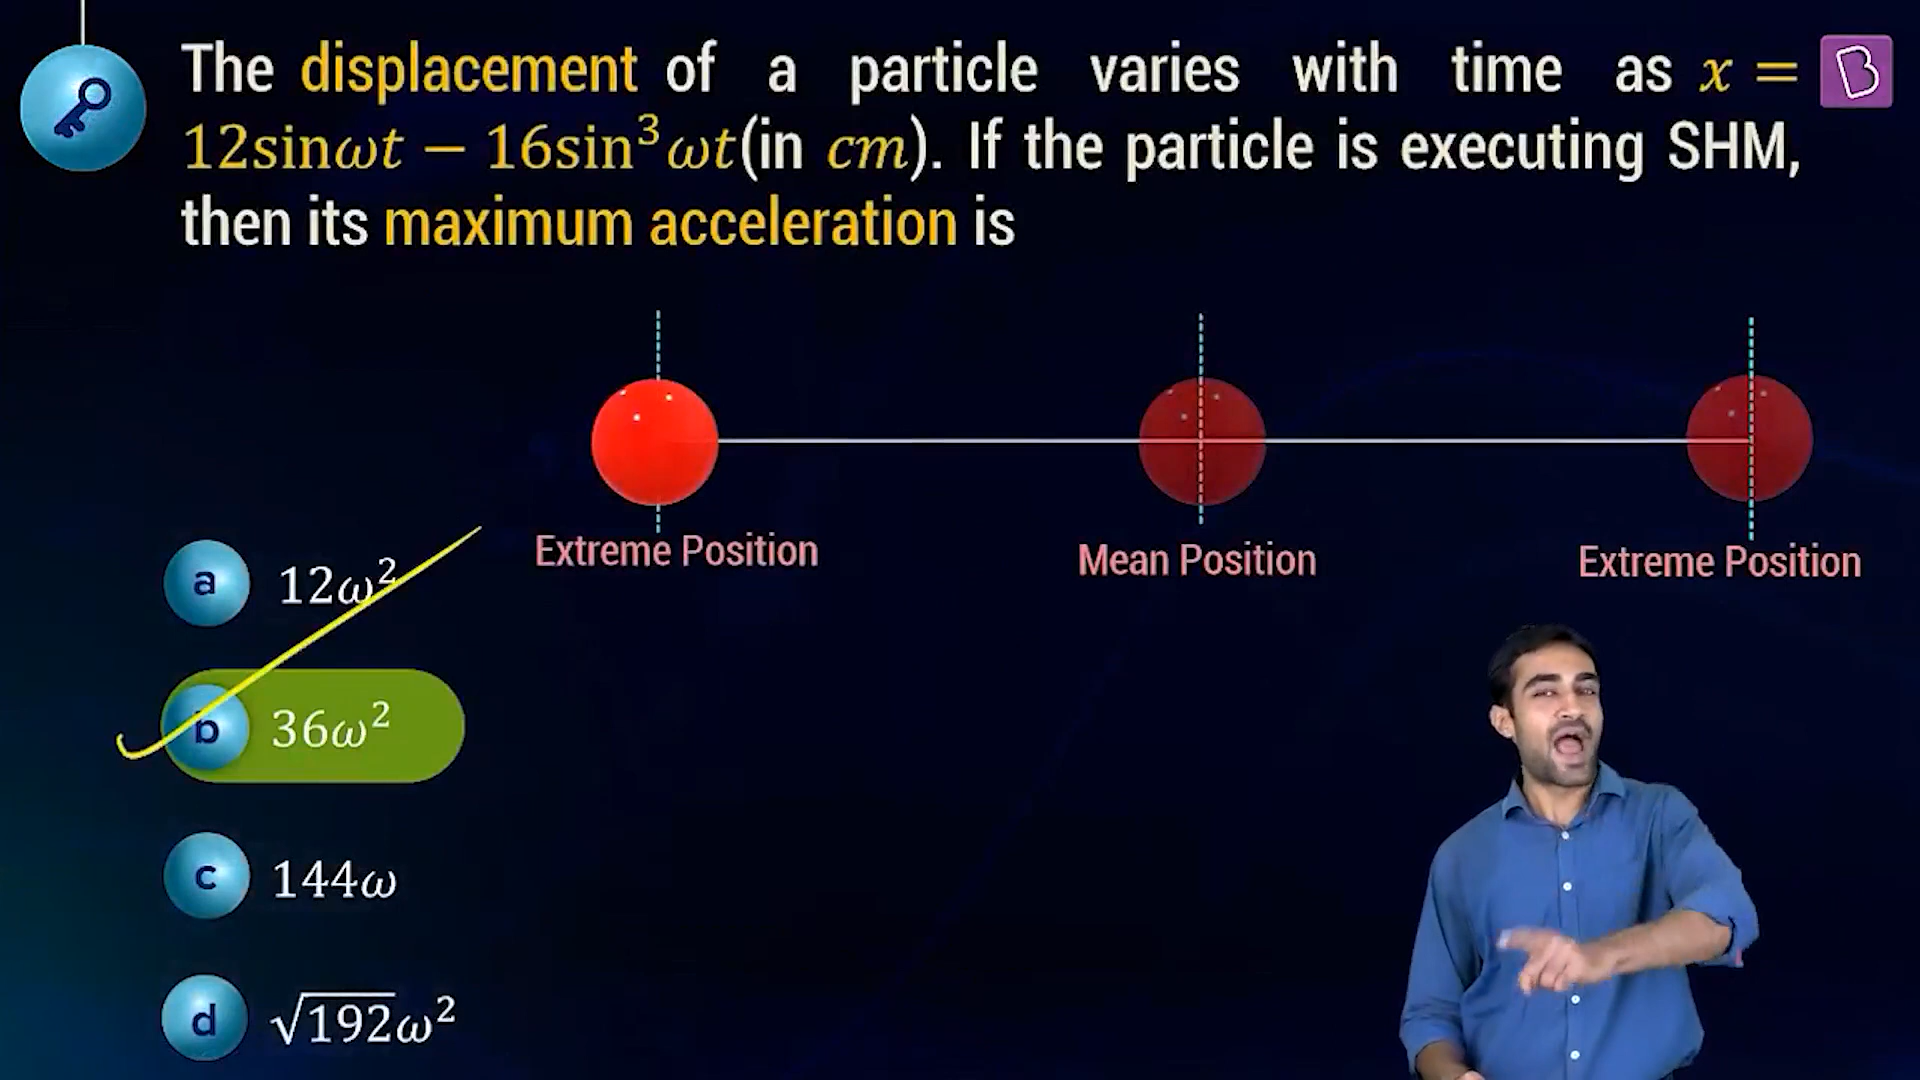 The displacement of a particle varies with time as x =
12sinωt − 16sin³ωt(in cm). If the particle is executing SHM,
then its maximum acceleration is
Extreme Position
Mean Position
Extreme Position
a 12ω²
b 36ω²
c 144ω
d √192ω²
B